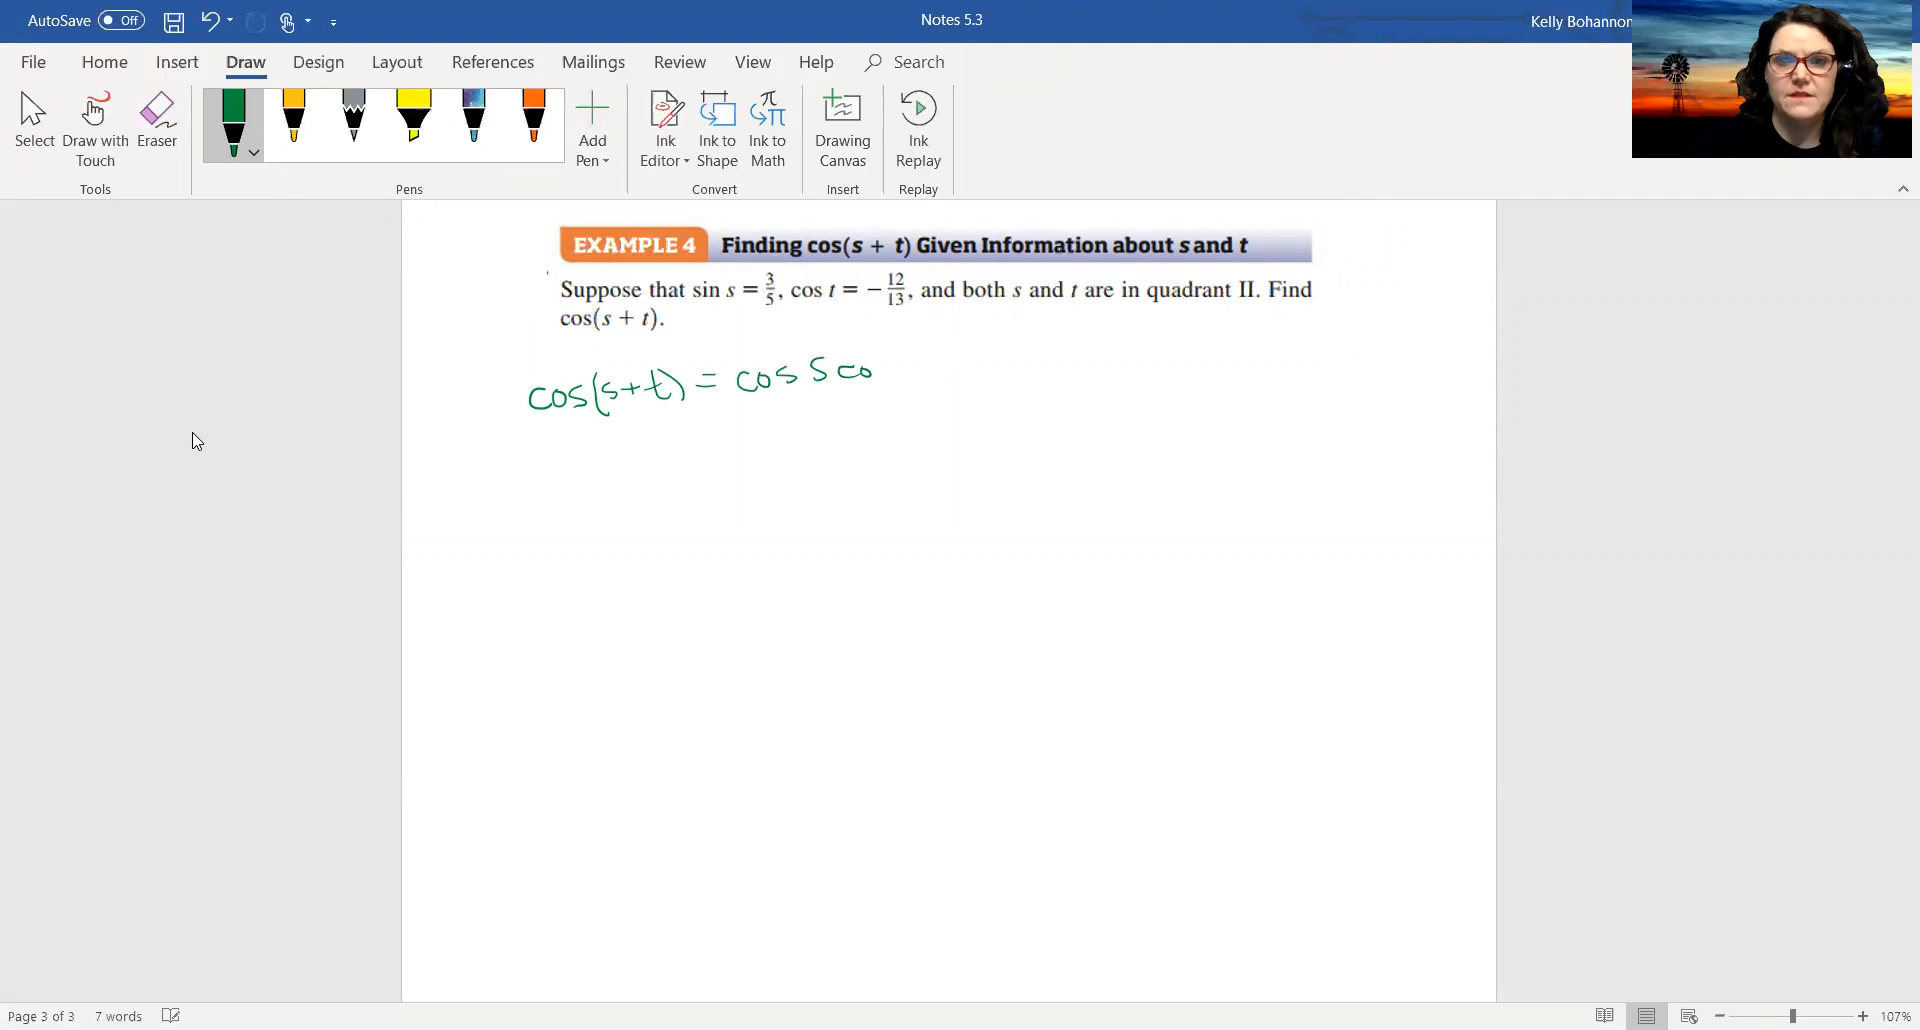 AutoSave Off Notes 5.3 Kelly Bohannon
File Home Insert Draw Design Layout References Mailings Review View Help Search
Select Draw with Touch Eraser Add Pen Ink Editor Ink to Shape Ink to Math Drawing Canvas Ink Replay
Tools Pens Convert Insert Replay
EXAMPLE 4 Finding cos(s + t) Given Information about s and t
Suppose that sin s = 3/5, cos t = −12/13, and both s and t are in quadrant II. Find
cos(s + t).
cos(s+t) = cos s co
Page 3 of 3 7 words 107%